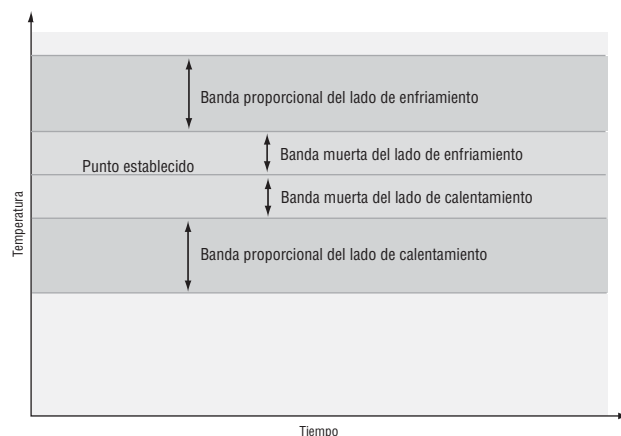 Banda proporcional del lado de enfriamiento
Banda muerta del lado de enfriamiento
Punto establecido
Banda muerta del lado de calentamiento
Banda proporcional del lado de calentamiento
Temperatura
Tiempo